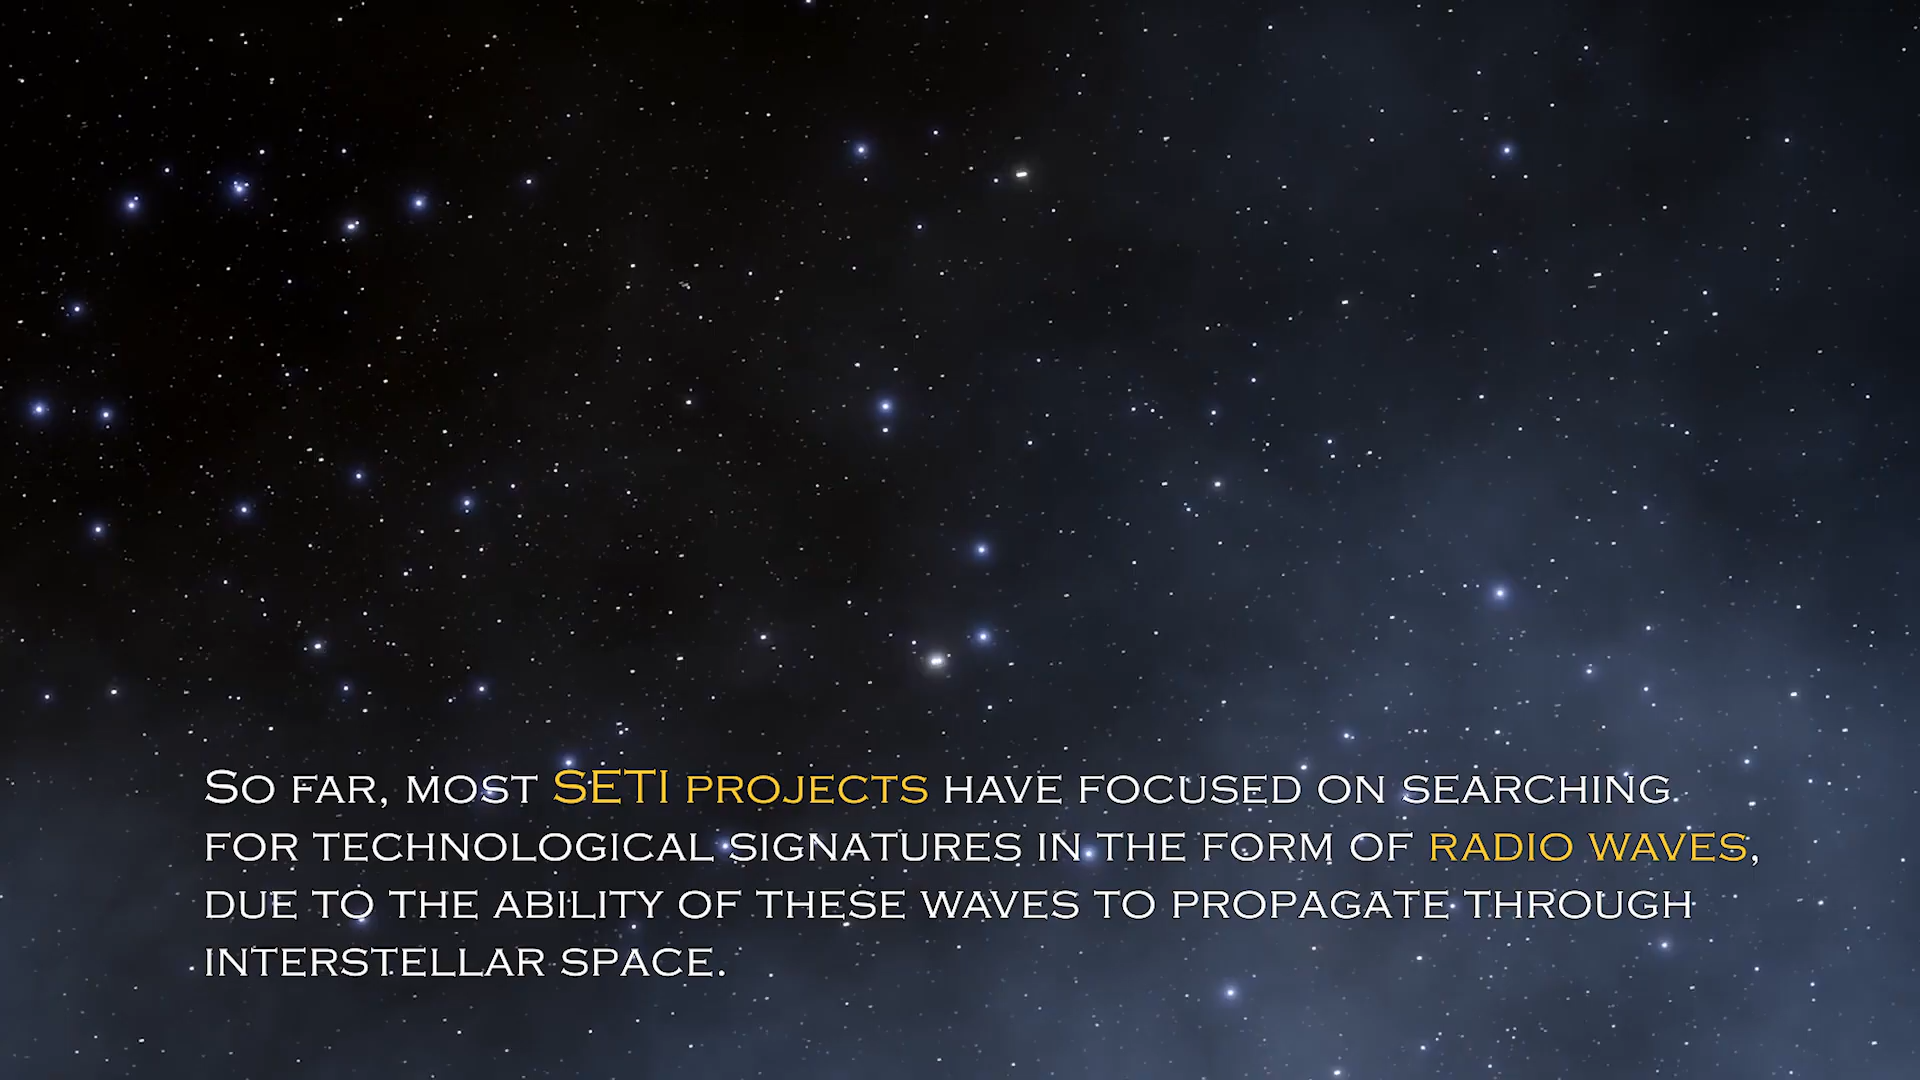 So far, most SETI projects have focused on searching
for technological signatures in the form of radio waves,
due to the ability of these waves to propagate through
interstellar space.